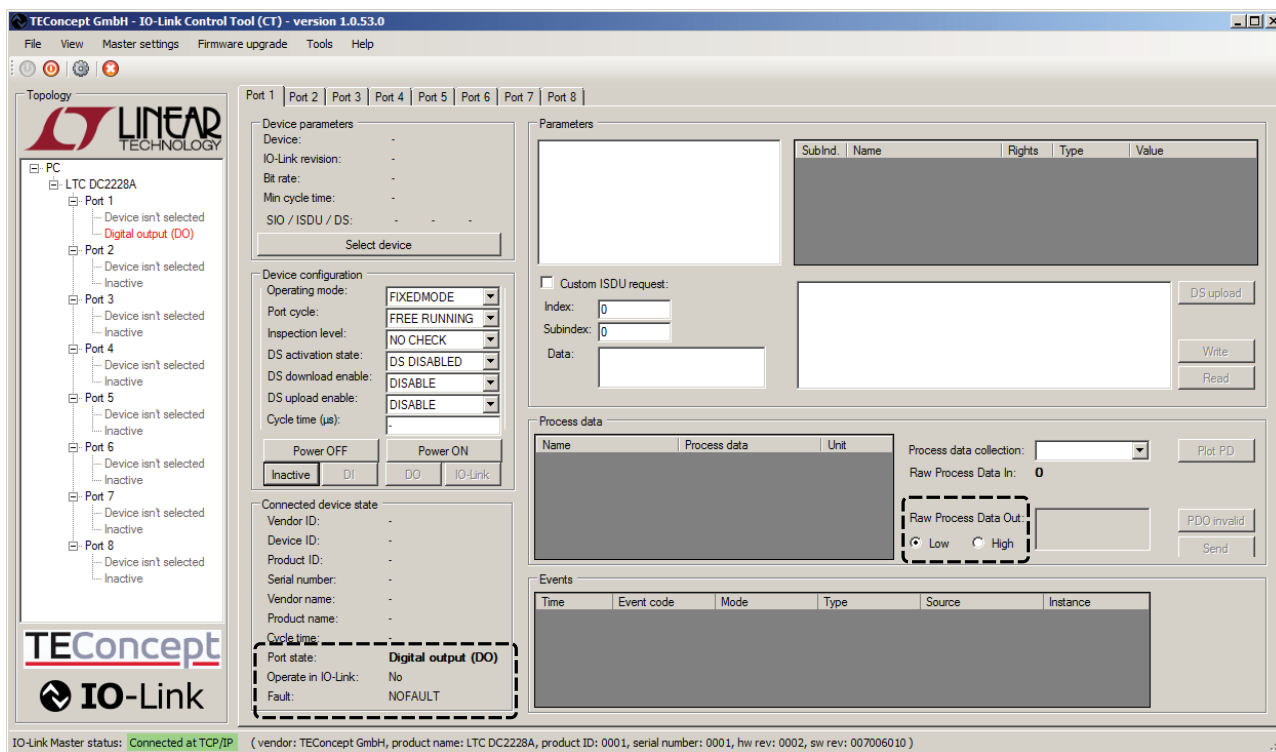 TEConcept GmbH - IO-Link Control Tool (CT) - version 1.0.53.0
File View Master settings Firmware upgrade Tools Help
Topology
LINEAR
TECHNOLOGY
PC
LTC DC2228A
Port 1
Device isn't selected
Digital output (DO)
Port 2
Device isn't selected
Inactive
Port 3
Device isn't selected
Inactive
Port 4
Device isn't selected
Inactive
Port 5
Device isn't selected
Inactive
Port 6
Device isn't selected
Inactive
Port 7
Device isn't selected
Inactive
Port 8
Device isn't selected
Inactive
TEConcept
IO-Link
Port 1 Port 2 Port 3 Port 4 Port 5 Port 6 Port 7 Port 8
Device parameters
Device: -
IO-Link revision: -
Bit rate: -
Min cycle time: -
SIO / ISDU / DS: - - -
Select device
Device configuration
Operating mode: FIXEDMODE
Port cycle: FREE RUNNING
Inspection level: NO CHECK
DS activation state: DS DISABLED
DS download enable: DISABLE
DS upload enable: DISABLE
Cycle time (µs): -
Power OFF Power ON
Inactive DI DO IO-Link
Connected device state
Vendor ID: -
Device ID: -
Product ID: -
Serial number: -
Vendor name: -
Product name: -
Cycle time: -
Port state: Digital output (DO)
Operate in IO-Link: No
Fault: NOFAULT
Parameters
SubInd. Name Rights Type Value
Custom ISDU request:
Index: 0
Subindex: 0
Data:
DS upload
Write
Read
Process data
Name Process data Unit
Process data collection:
Plot PD
Raw Process Data In: 0
Raw Process Data Out:
Low High
PDO invalid
Send
Events
Time Event code Mode Type Source Instance
IO-Link Master status: Connected at TCP/IP ( vendor: TEConcept GmbH, product name: LTC DC2228A, product ID: 0001, serial number: 0001, hw rev: 0002, sw rev: 007006010 )